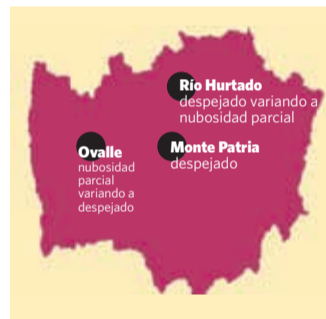 Río Hurtado
despejado variando a
nubosidad parcial
Ovalle
nubosidad
parcial
variando a
despejado
Monte Patria
despejado